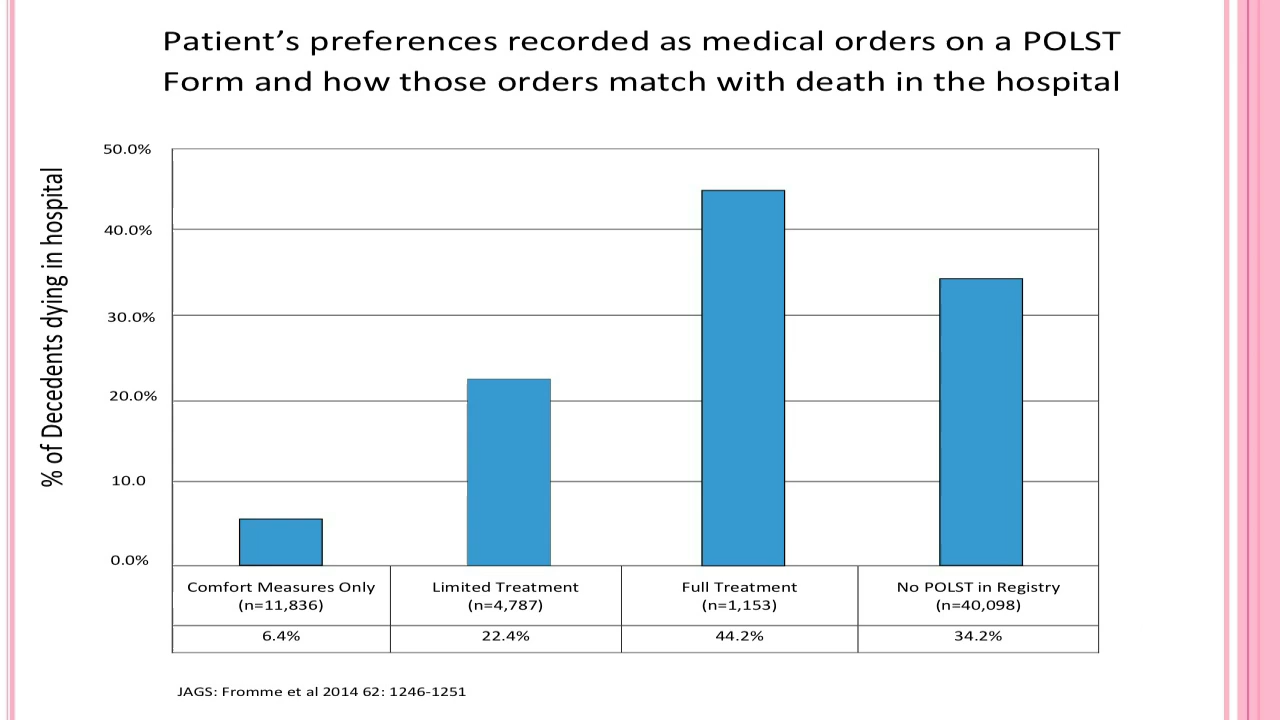 Patient’s preferences recorded as medical orders on a POLST
Form and how those orders match with death in the hospital
% of Decedents dying in hospital
50.0%
40.0%
30.0%
20.0%
10.0
0.0%
Comfort Measures Only
(n=11,836)
Limited Treatment
(n=4,787)
Full Treatment
(n=1,153)
No POLST in Registry
(n=40,098)
6.4%
22.4%
44.2%
34.2%
JAGS: Fromme et al 2014 62: 1246-1251